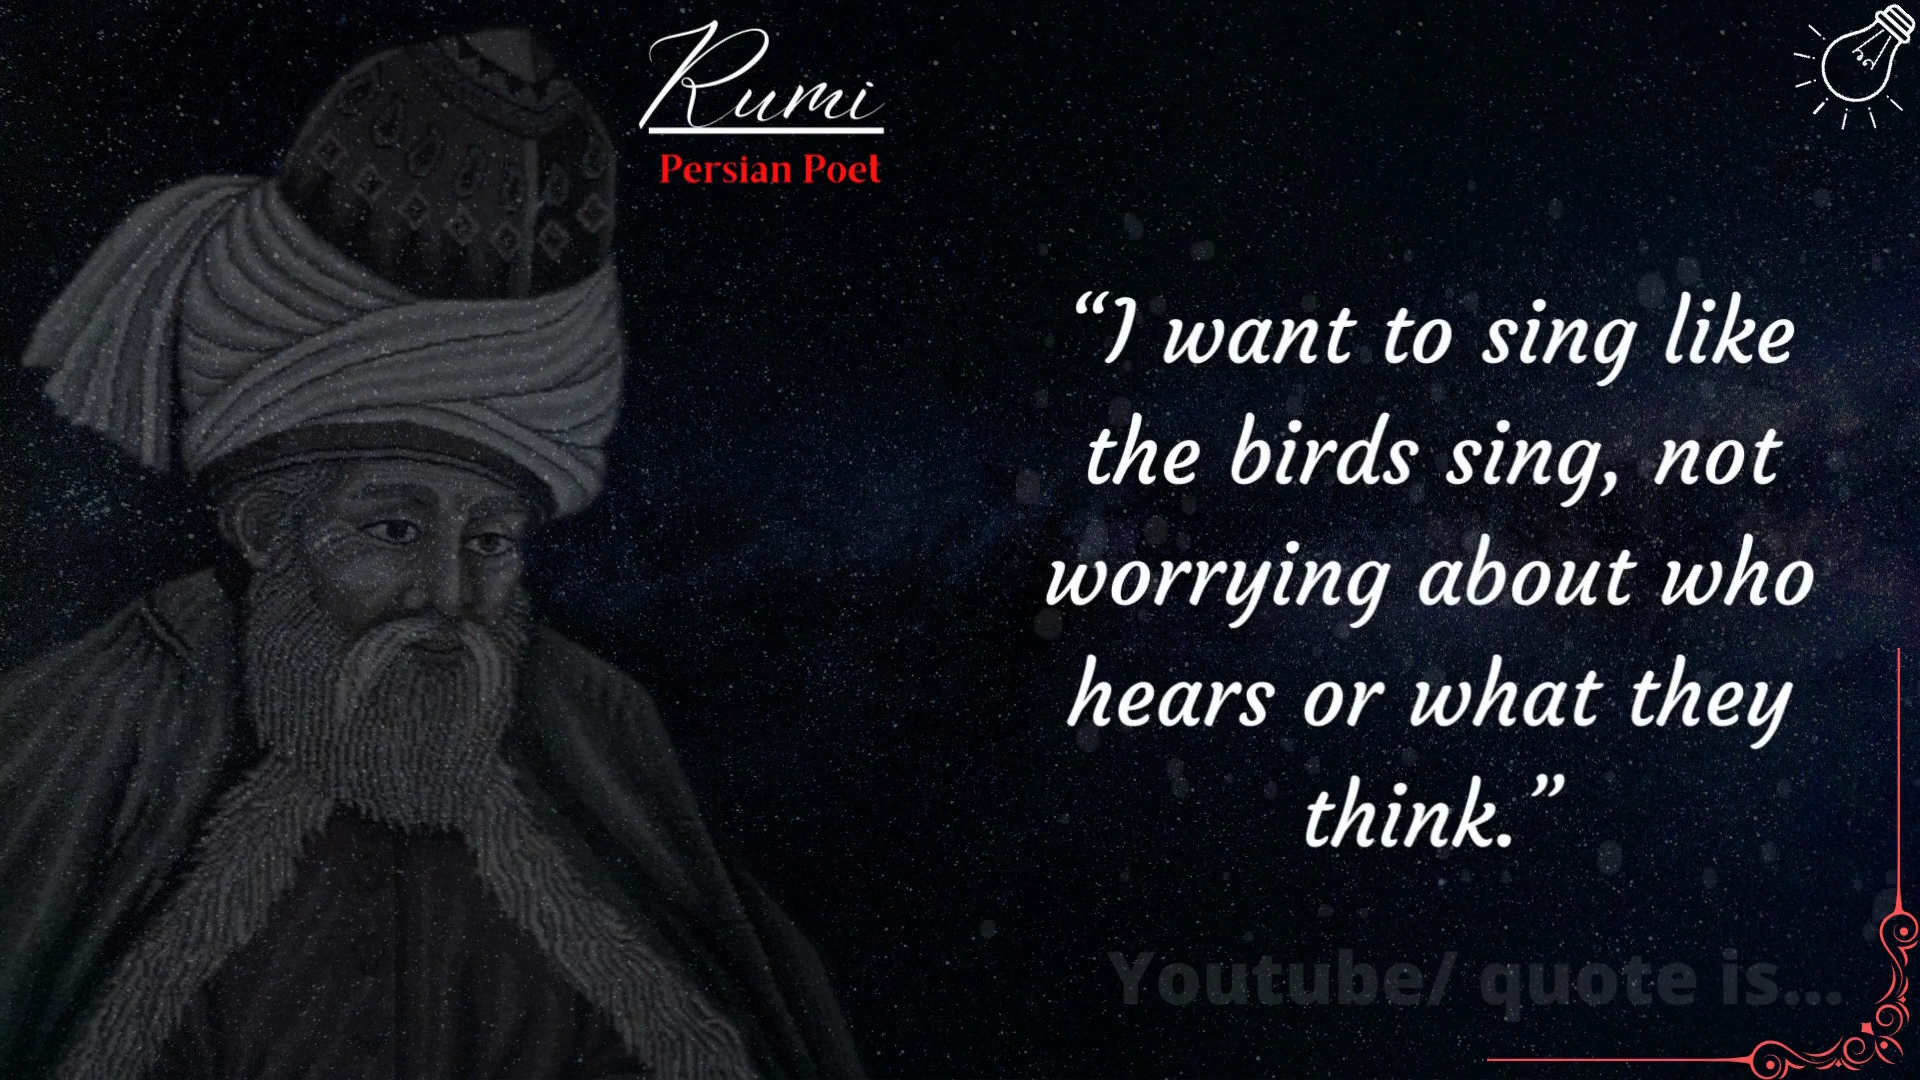 Rumi
Persian Poet
“I want to sing like
the birds sing, not
worrying about who
hears or what they
think.”
Youtube/ quote is...